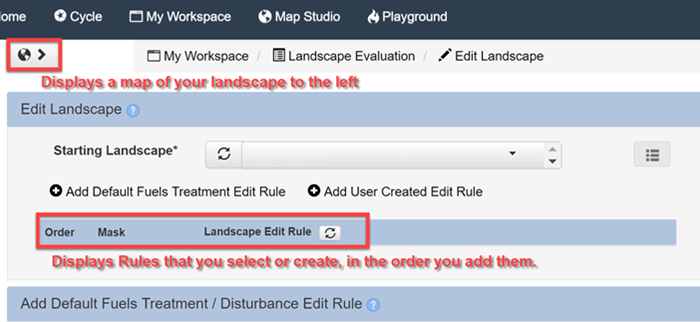 ome Cycle My Workspace Map Studio Playground
My Workspace / Landscape Evaluation / Edit Landscape
Displays a map of your landscape to the left
Edit Landscape ?
Starting Landscape*
Add Default Fuels Treatment Edit Rule Add User Created Edit Rule
Order Mask Landscape Edit Rule
Displays Rules that you select or create, in the order you add them.
Add Default Fuels Treatment / Disturbance Edit Rule ?